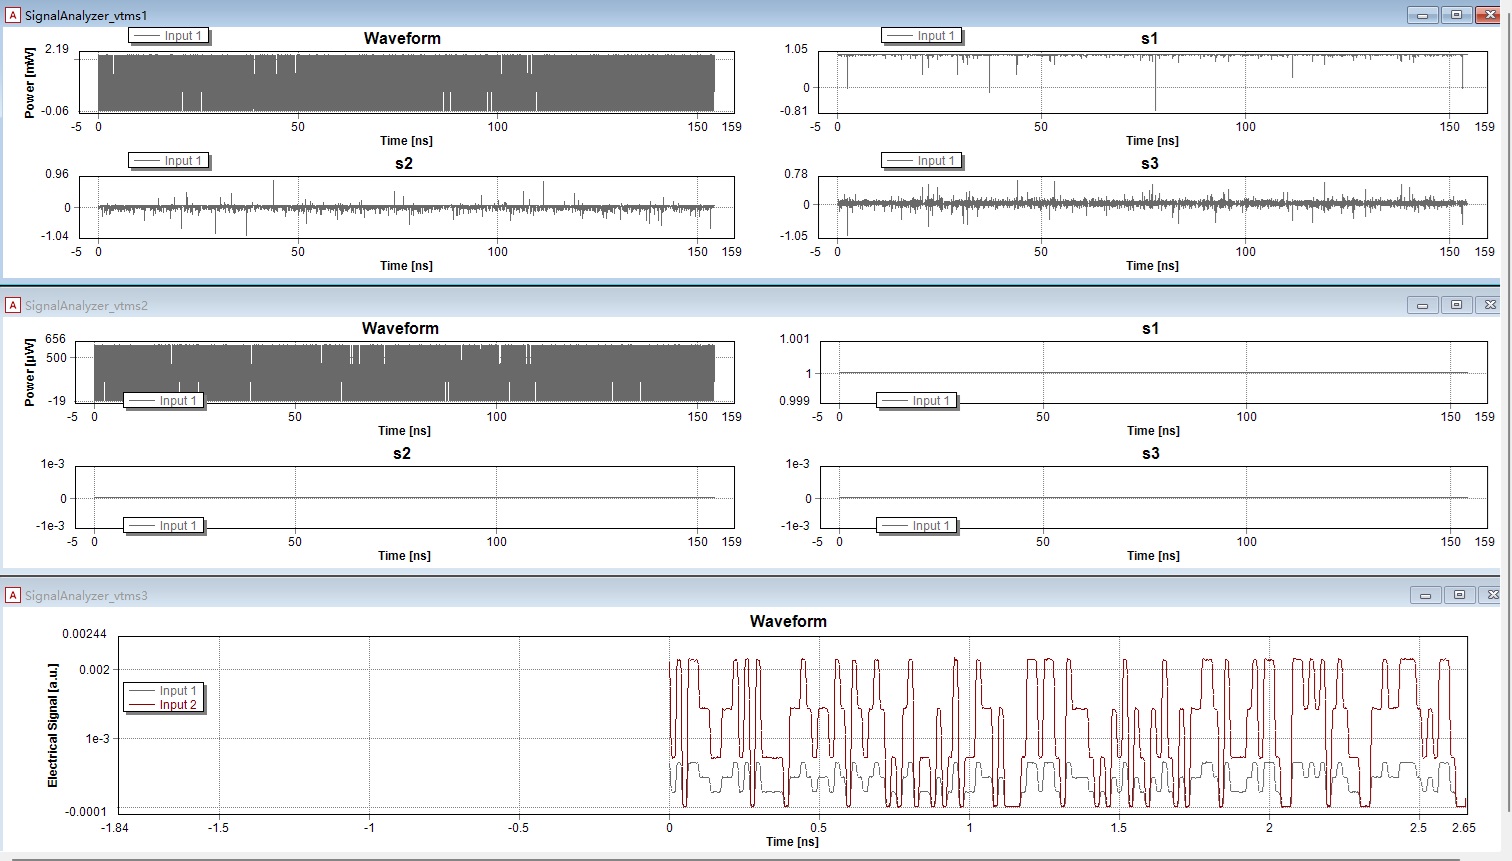 A SignalAnalyzer_vtms1
Input 1
Waveform
2.19
Power [mW]
-0.06
-5 0 50 100 150 159
Time [ns]
Input 1
s1
1.05
0
-0.81
-5 0 50 100 150 159
Time [ns]
Input 1
s2
0.96
0
-1.04
-5 0 50 100 150 159
Time [ns]
Input 1
s3
0.78
0
-1.05
-5 0 50 100 150 159
Time [ns]
A SignalAnalyzer_vtms2
Waveform
656
500
Power [µW]
-19
Input 1
-5 0 50 100 150 159
Time [ns]
s1
1.001
1
0.999
Input 1
-5 0 50 100 150 159
Time [ns]
s2
1e-3
0
-1e-3
Input 1
-5 0 50 100 150 159
Time [ns]
s3
1e-3
0
-1e-3
Input 1
-5 0 50 100 150 159
Time [ns]
A SignalAnalyzer_vtms3
Waveform
0.00244
0.002
Input 1
Input 2
Electrical Signal [a.u.]
1e-3
-0.0001
-1.84 -1.5 -1 -0.5 0 0.5 1 1.5 2 2.5 2.65
Time [ns]